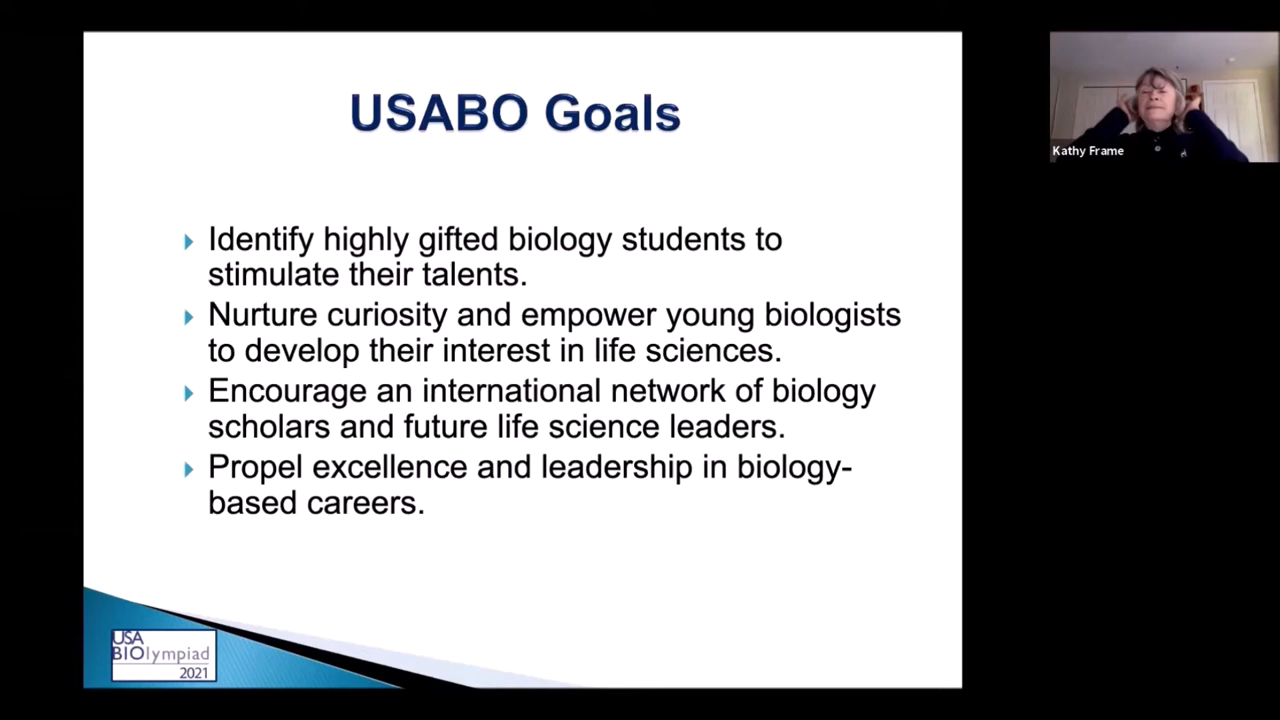 USABO Goals
Identify highly gifted biology students to
stimulate their talents.
Nurture curiosity and empower young biologists
to develop their interest in life sciences.
Encourage an international network of biology
scholars and future life science leaders.
Propel excellence and leadership in biology-
based careers.
USA
BIOlympiad
2021
Kathy Frame